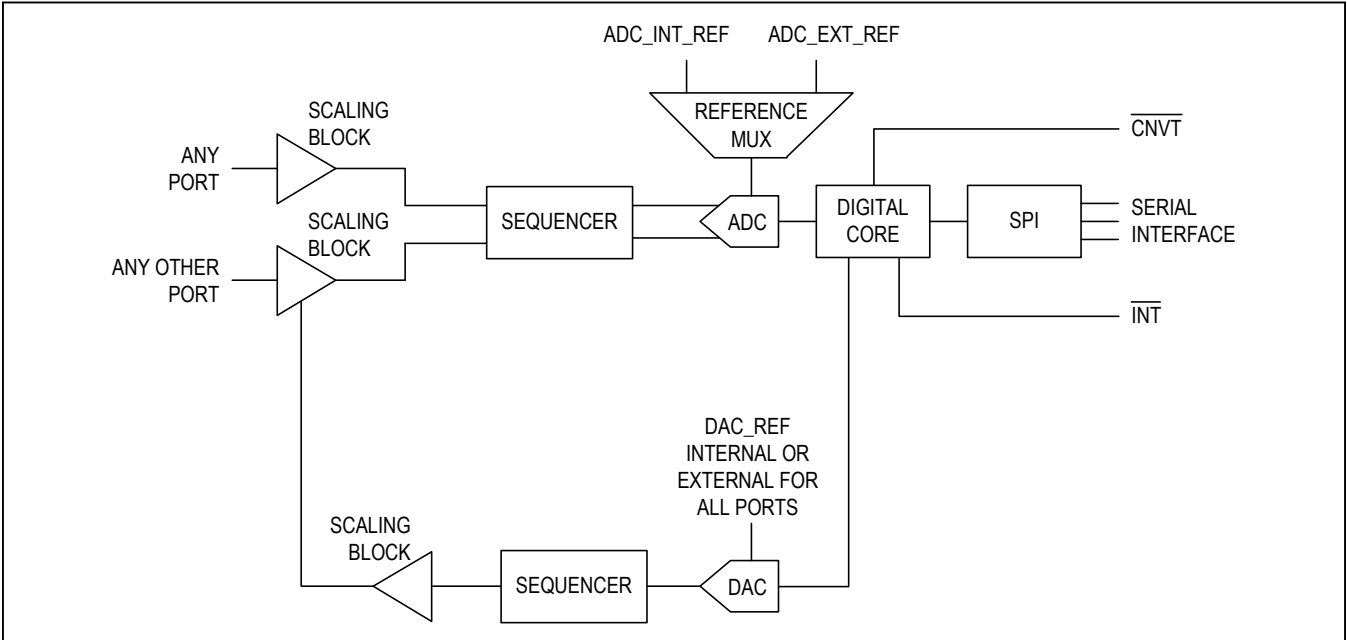 ADC_INT_REF
ADC_EXT_REF
REFERENCE
MUX
SCALING
BLOCK
ANY
PORT
SCALING
BLOCK
ANY OTHER
PORT
SEQUENCER
ADC
DIGITAL
CORE
SPI
CNVT
SERIAL
INTERFACE
INT
DAC_REF
INTERNAL OR
EXTERNAL FOR
ALL PORTS
SCALING
BLOCK
SEQUENCER
DAC